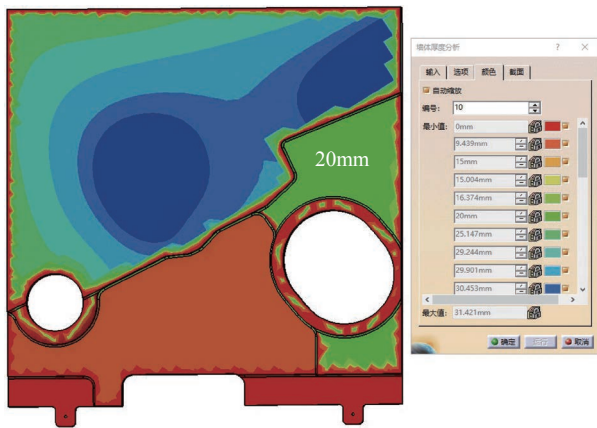 20mm
墙体厚度分析
? ×
输入 选项 颜色 截面
自动缩放
编号: 10
最小值: 0mm
9.439mm
15mm
15.004mm
16.374mm
20mm
25.147mm
29.244mm
29.901mm
30.453mm
最大值: 31.421mm
确定 取消